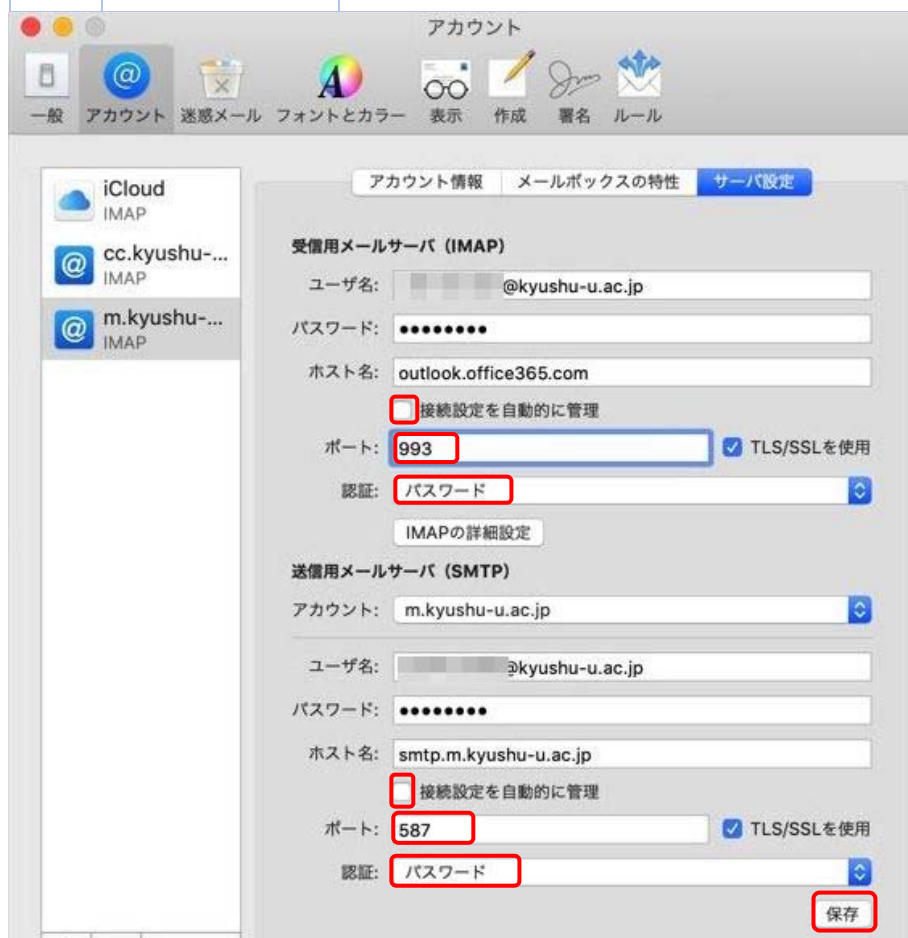 アカウント
一般 アカウント 迷惑メール フォントとカラー 表示 作成 署名 ルール
アカウント情報 メールボックスの特性 サーバ設定
iCloud
IMAP
cc.kyushu-...
IMAP
m.kyushu-...
IMAP
受信用メールサーバ（IMAP）
ユーザ名: @kyushu-u.ac.jp
パスワード: ●●●●●●●●
ホスト名: outlook.office365.com
接続設定を自動的に管理
ポート: 993 TLS/SSLを使用
認証: パスワード
IMAPの詳細設定
送信用メールサーバ（SMTP）
アカウント: m.kyushu-u.ac.jp
ユーザ名: @kyushu-u.ac.jp
パスワード: ●●●●●●●●
ホスト名: smtp.m.kyushu-u.ac.jp
接続設定を自動的に管理
ポート: 587 TLS/SSLを使用
認証: パスワード
保存